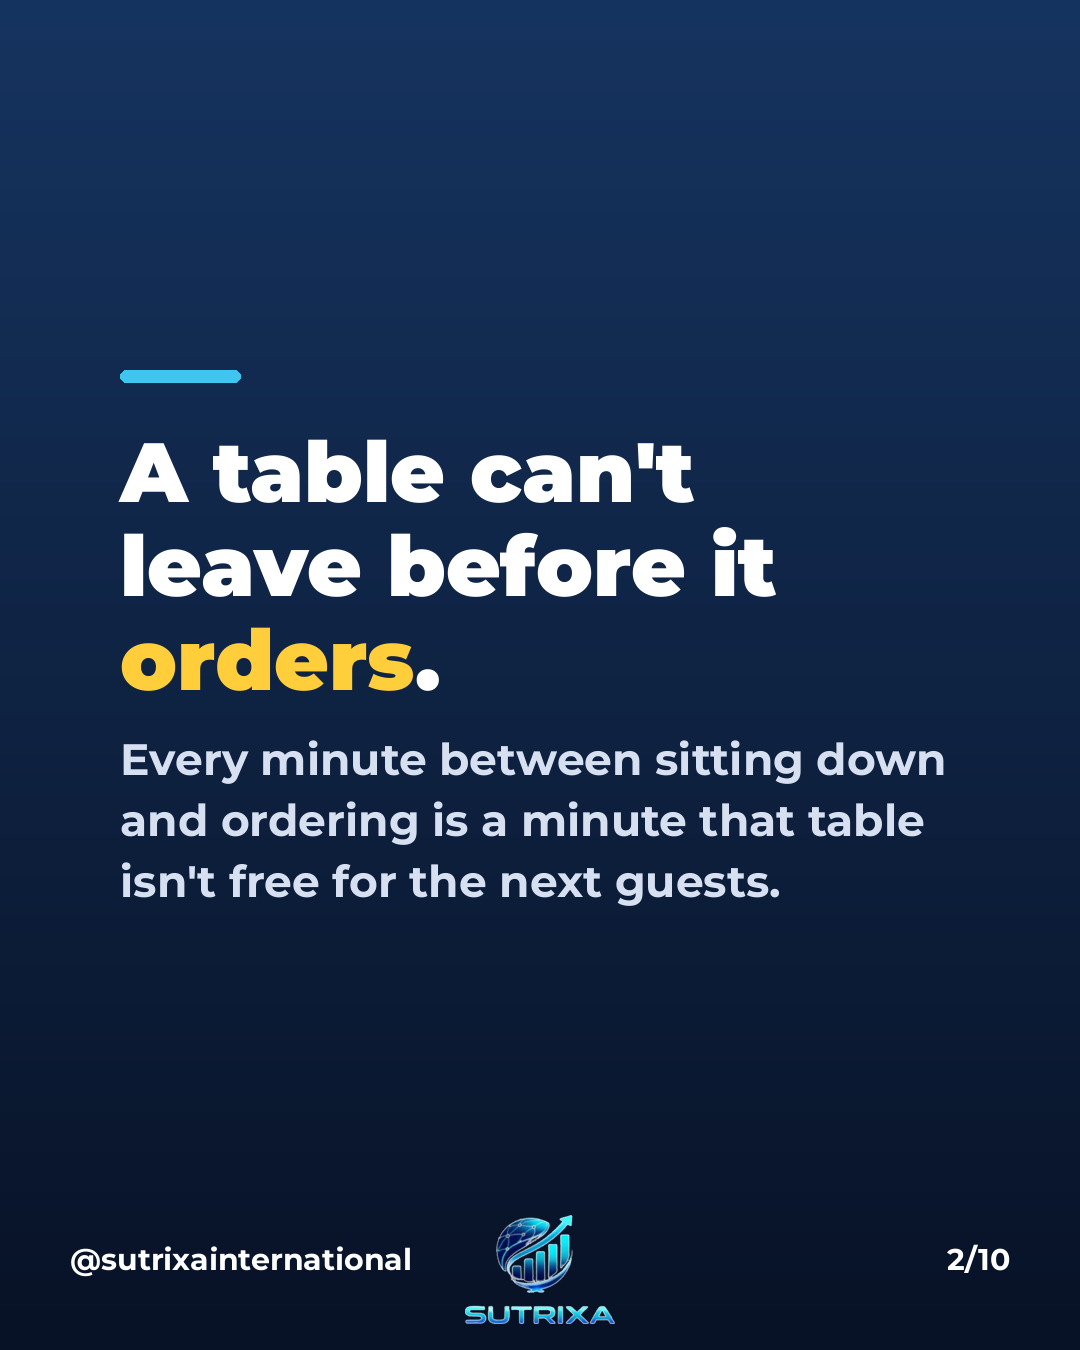 A table can't
leave before it
orders.
Every minute between sitting down
and ordering is a minute that table
isn't free for the next guests.
@sutrixainternational
SUTRIXA
2/10